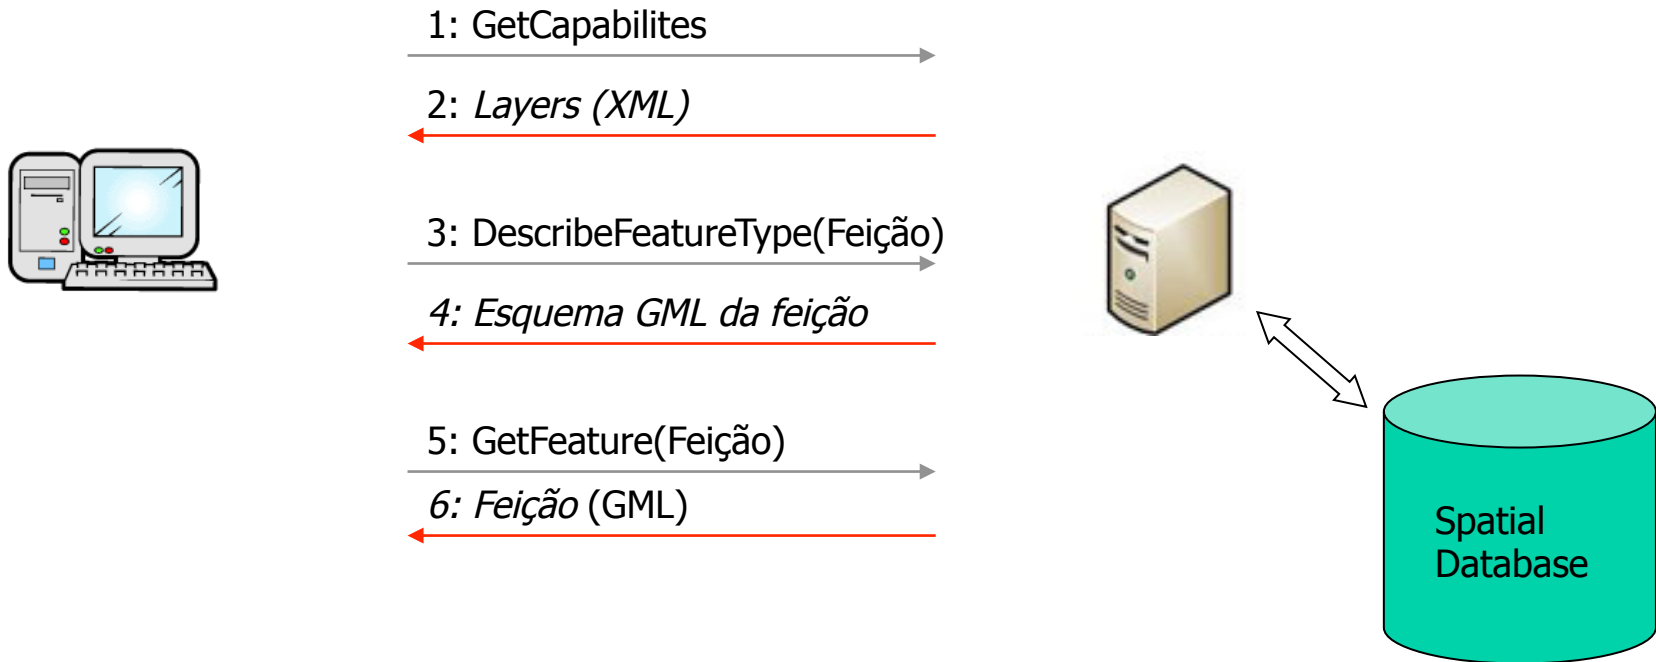 1: GetCapabilites
2: Layers (XML)
3: DescribeFeatureType(Feição)
4: Esquema GML da feição
5: GetFeature(Feição)
6: Feição (GML)
Spatial
Database